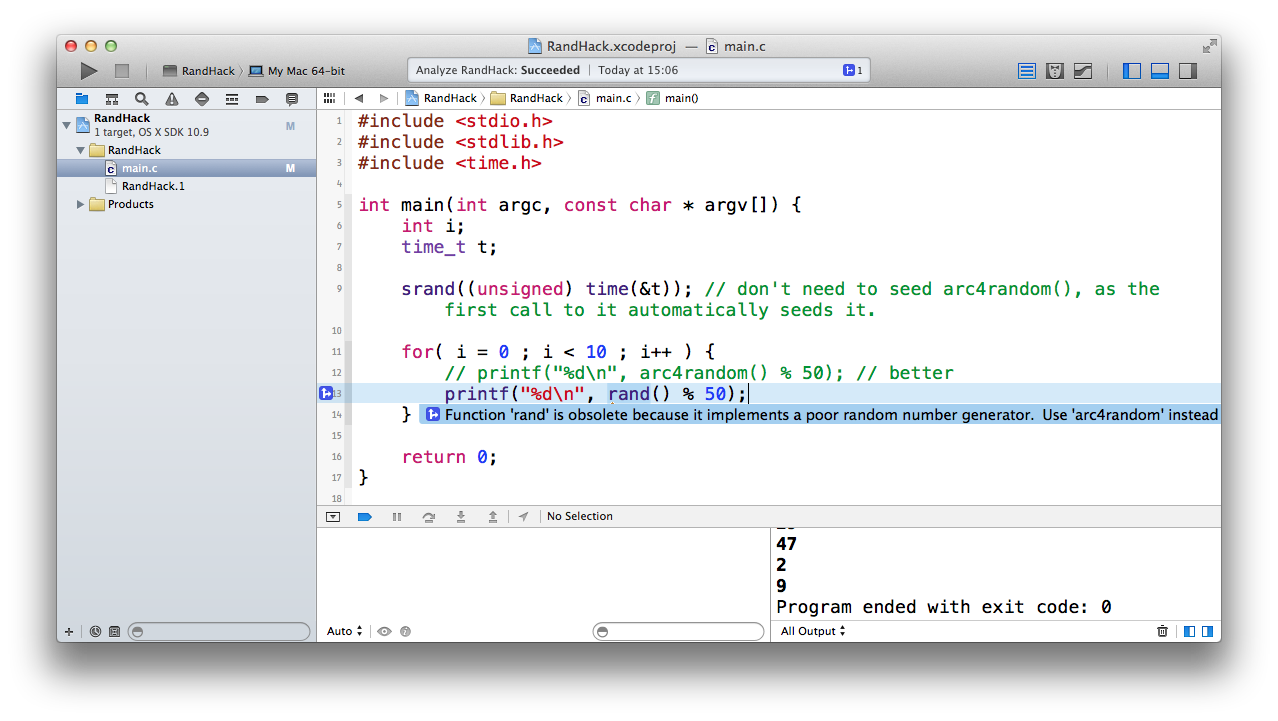 RandHack.xcodeproj — main.c
RandHack My Mac 64-bit
Analyze RandHack: Succeeded | Today at 15:06 1
RandHack
1 target, OS X SDK 10.9 M
RandHack
main.c M
RandHack.1
Products
RandHack RandHack main.c main()
1 #include <stdio.h>
2 #include <stdlib.h>
3 #include <time.h>
4
5 int main(int argc, const char * argv[]) {
6 int i;
7 time_t t;
8
9 srand((unsigned) time(&t)); // don't need to seed arc4random(), as the
first call to it automatically seeds it.
10
11 for( i = 0 ; i < 10 ; i++ ) {
12 // printf("%d\n", arc4random() % 50); // better
13 printf("%d\n", rand() % 50);
14 } Function 'rand' is obsolete because it implements a poor random number generator.  Use 'arc4random' instead
15
16 return 0;
17 }
18
No Selection
47
2
9
Program ended with exit code: 0
Auto
All Output